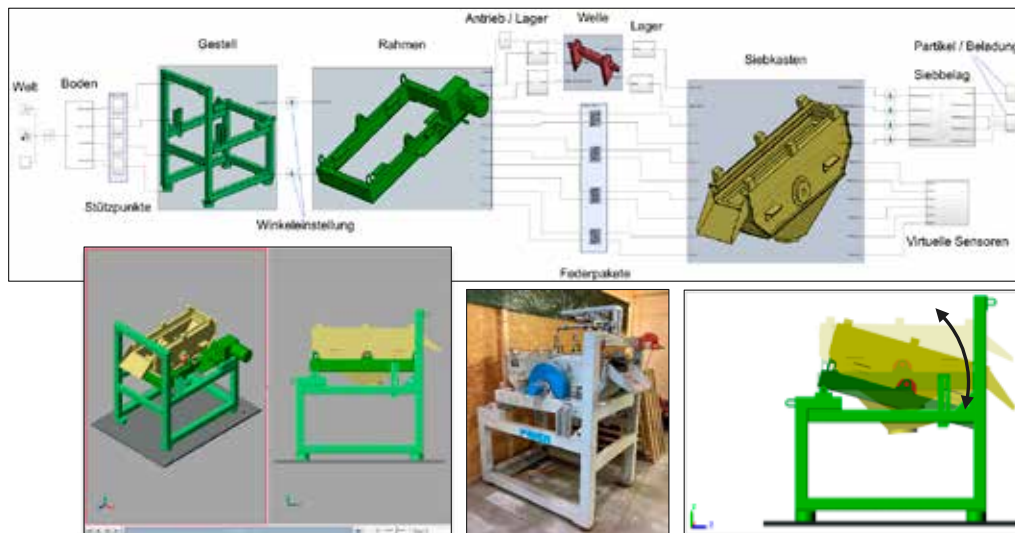 Antrieb / Lager
Welle
Lager
Gestell
Rahmen
Siebkasten
Partikel / Beladung
Siebbelag
Welt
Boden
Stützpunkte
Winkeleinstellung
Federpakete
Virtuelle Sensoren